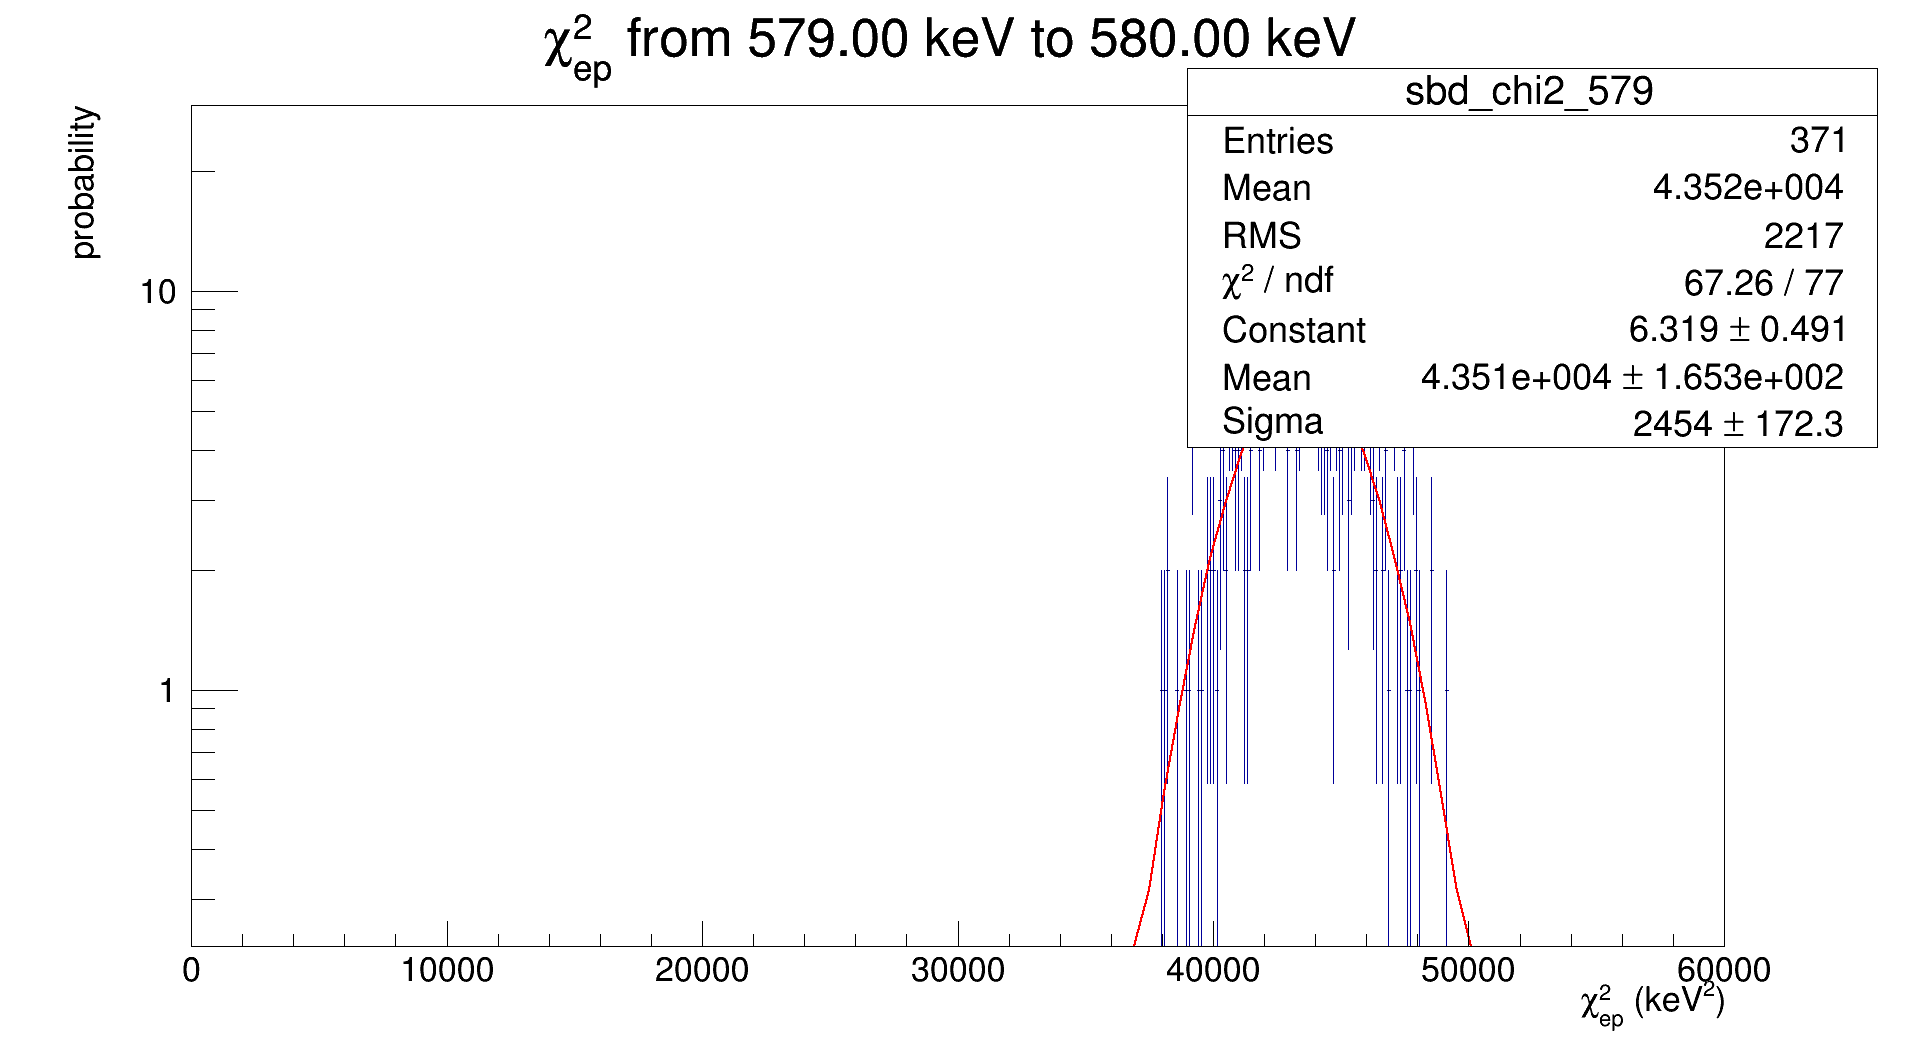 χ²ep from 579.00 keV to 580.00 keV
sbd_chi2_579
Entries 371
Mean 4.352e+004
RMS 2217
χ² / ndf 67.26 / 77
Constant 6.319 ± 0.491
Mean 4.351e+004 ± 1.653e+002
Sigma 2454 ± 172.3
probability
10
1
0 10000 20000 30000 40000 50000 60000
χ²ep (keV²)